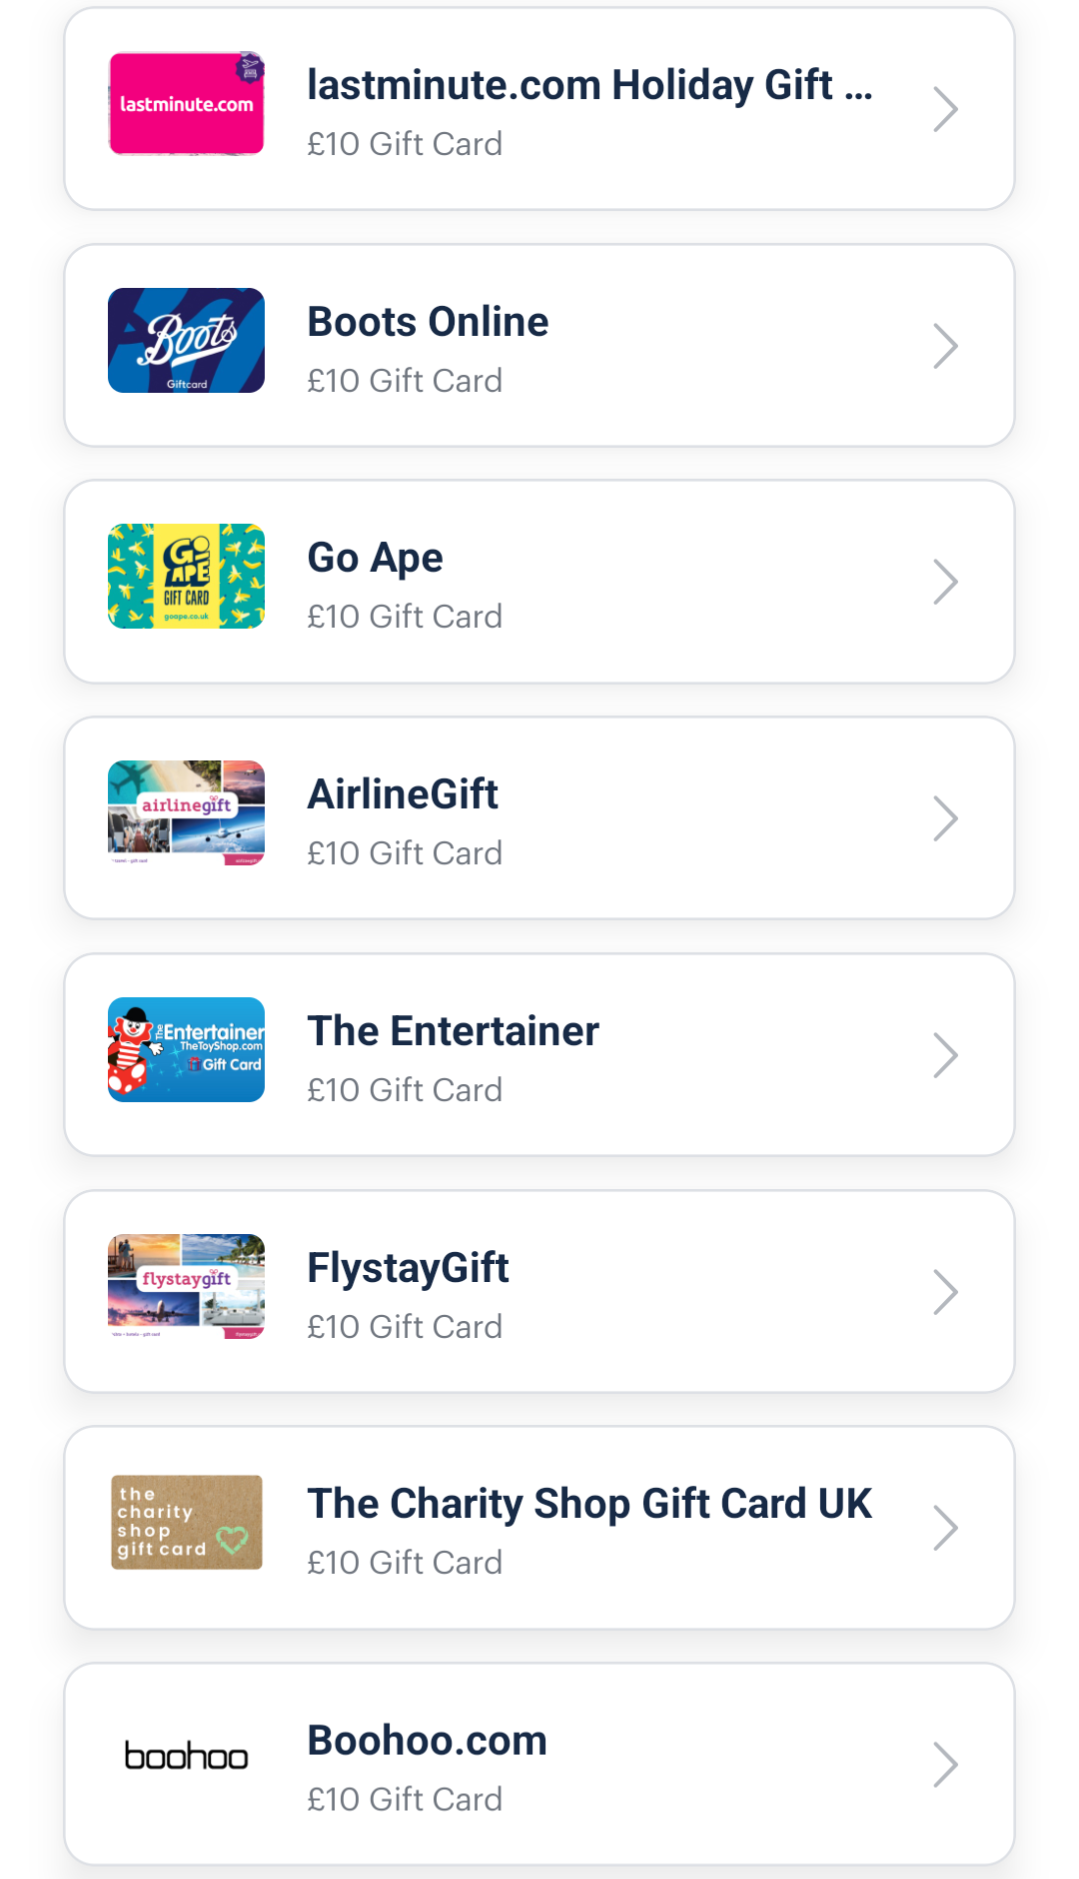 lastminute.com
lastminute.com Holiday Gift ...
£10 Gift Card
Boots
Giftcard
Boots Online
£10 Gift Card
GO
APE
GIFT CARD
goape.co.uk
Go Ape
£10 Gift Card
airlinegift
AirlineGift
£10 Gift Card
The Entertainer
TheToyShop.com
Gift Card
The Entertainer
£10 Gift Card
flystaygift
FlystayGift
£10 Gift Card
the
charity
shop
gift card
The Charity Shop Gift Card UK
£10 Gift Card
boohoo
Boohoo.com
£10 Gift Card